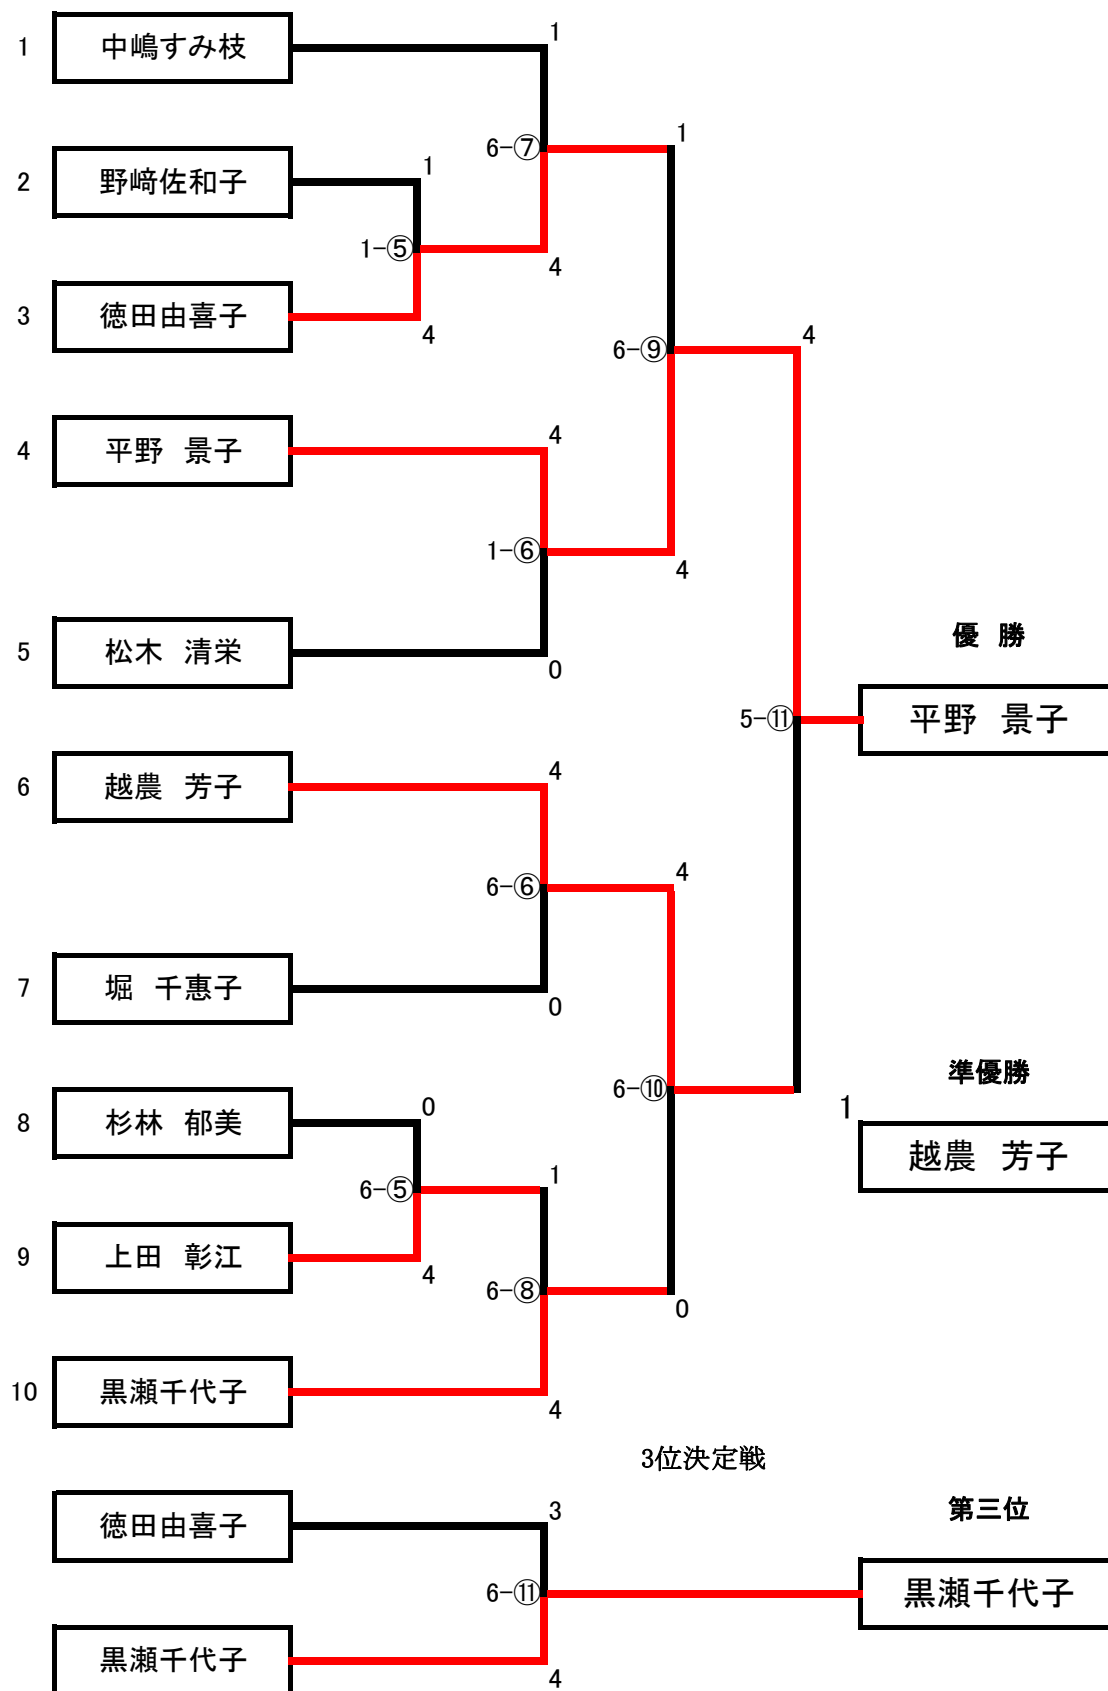 1
中嶋すみ枝
1
6-⑦
1
2
野﨑佐和子
1
1-⑤
4
3
徳田由喜子
4
6-⑨
4
4
平野 景子
4
1-⑥
4
5
松木 清栄
0
優 勝
5-⑪
平野 景子
6
越農 芳子
4
6-⑥
4
7
堀 千惠子
0
準優勝
6-⑩
1
越農 芳子
8
杉林 郁美
0
6-⑤
1
9
上田 彰江
4
6-⑧
0
10
黒瀬千代子
4
3位決定戦
徳田由喜子
3
第三位
6-⑪
黒瀬千代子
黒瀬千代子
4